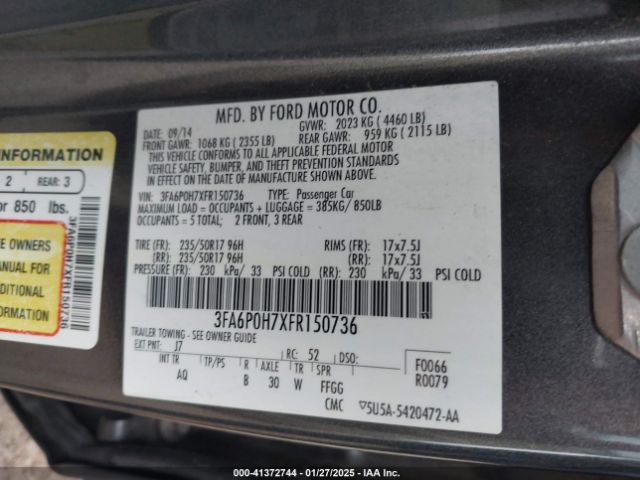 MFD. BY FORD MOTOR CO.
DATE: 09/14 GVWR: 2023 KG ( 4460 LB)
FRONT GAWR: 1068 KG ( 2355 LB) REAR GAWR: 959 KG ( 2115 LB)
THIS VEHICLE CONFORMS TO ALL APPLICABLE FEDERAL MOTOR
VEHICLE SAFETY, BUMPER, AND THEFT PREVENTION STANDARDS
IN EFFECT ON THE DATE OF MANUFACTURE SHOWN ABOVE.
VIN: 3FA6P0H7XFR150736 TYPE: Passenger Car
MAXIMUM LOAD = OCCUPANTS + LUGGAGE = 385KG/ 850LB
OCCUPANTS = 5 TOTAL; 2 FRONT, 3 REAR
TIRE (FR): 235/50R17 96H RIMS (FR): 17x7.5J
(RR): 235/50R17 96H (RR): 17x7.5J
PRESSURE (FR): 230 kPa/ 33 PSI COLD (RR): 230 kPa/ 33 PSI COLD
3FA6P0H7XFR150736
TRAILER TOWING - SEE OWNER GUIDE
EXT PNT: J7 RC: 52 DSO:
F0066
R0079
INT TR TP/PS R AXLE TR SPR
AQ B 30 W FFGG
CMC 5U5A-5420472-AA
INFORMATION
2 REAR: 3
or 850 lbs.
OWNERS
MANUAL FOR
ADDITIONAL
INFORMATION
3FA6P0H7XFR150736
000-41372744 | 01/27/2025 | IAA Inc.